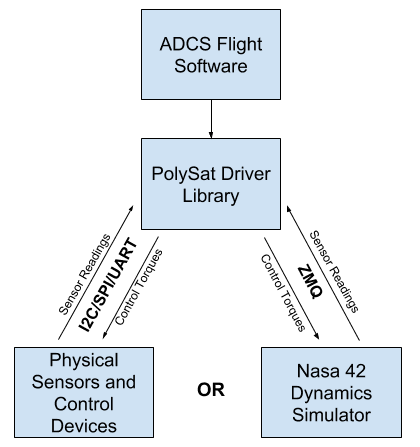 ADCS Flight
Software
PolySat Driver
Library
Sensor Readings
I2C/SPI/UART
Control Torques
Control Torques
ZMQ
Sensor Readings
Physical
Sensors and
Control
Devices
OR
Nasa 42
Dynamics
Simulator